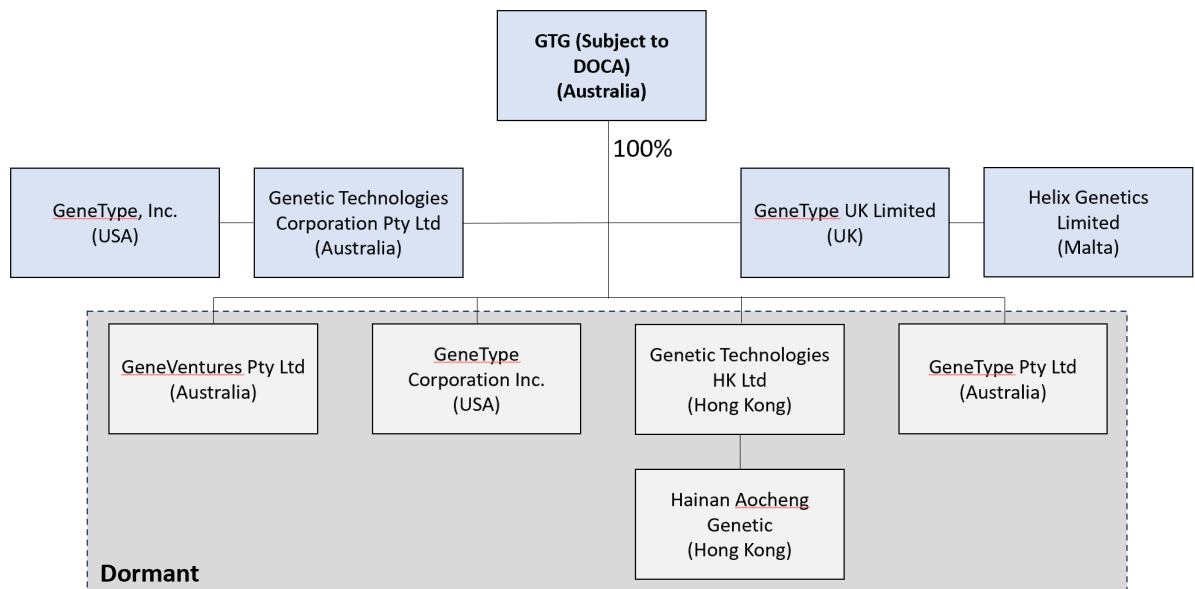 GTG (Subject to
DOCA)
(Australia)
100%
GeneType, Inc.
(USA)
Genetic Technologies
Corporation Pty Ltd
(Australia)
GeneType UK Limited
(UK)
Helix Genetics
Limited
(Malta)
GeneVentures Pty Ltd
(Australia)
GeneType
Corporation Inc.
(USA)
Genetic Technologies
HK Ltd
(Hong Kong)
GeneType Pty Ltd
(Australia)
Hainan Aocheng
Genetic
(Hong Kong)
Dormant